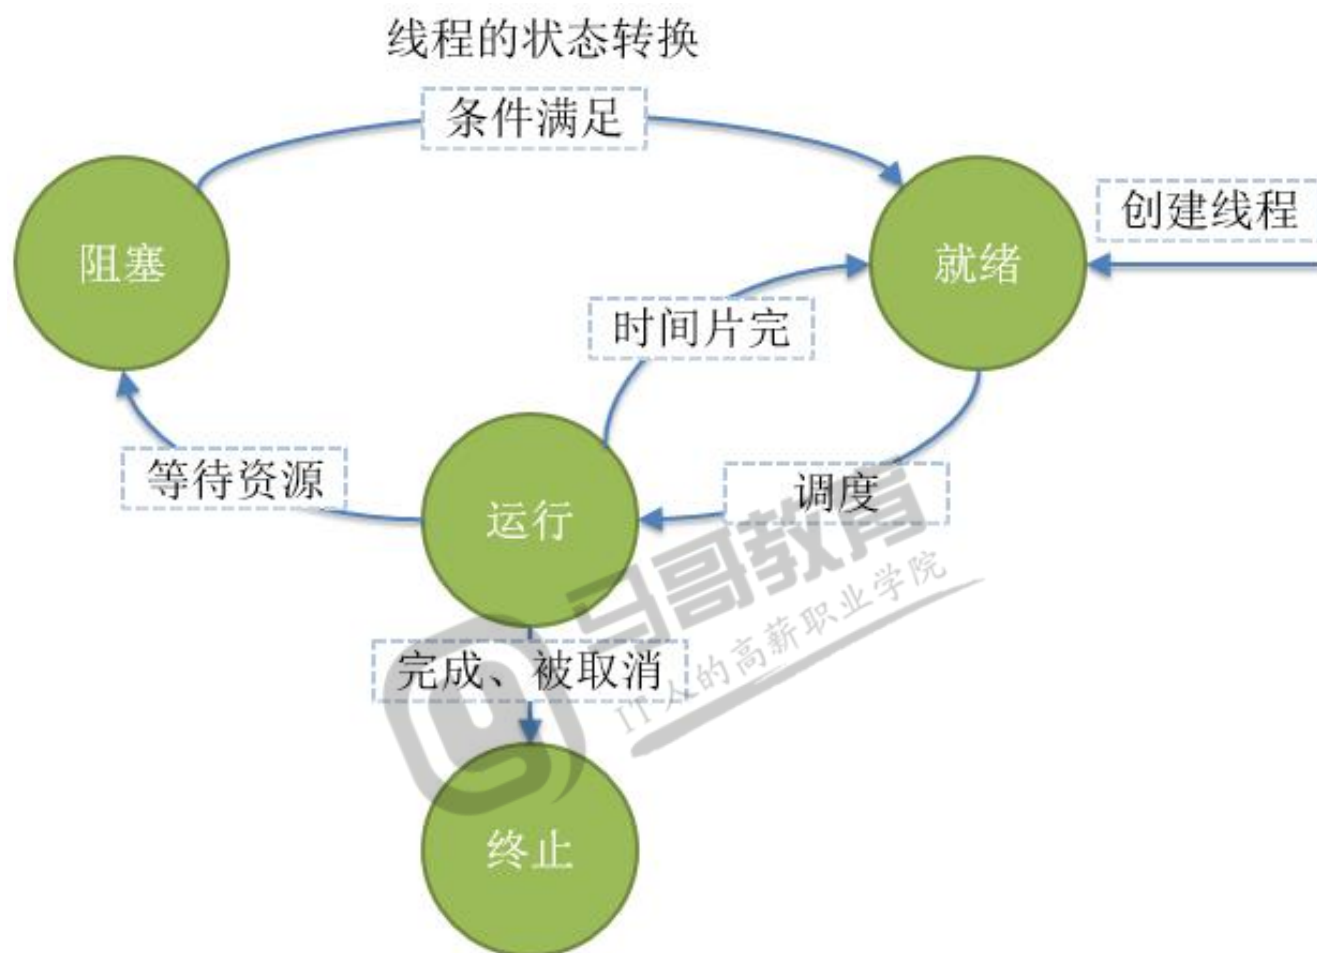 线程的状态转换
条件满足
创建线程
阻塞
就绪
时间片完
等待资源
调度
运行
马哥教育
IT人的高薪职业学院
完成、被取消
终止